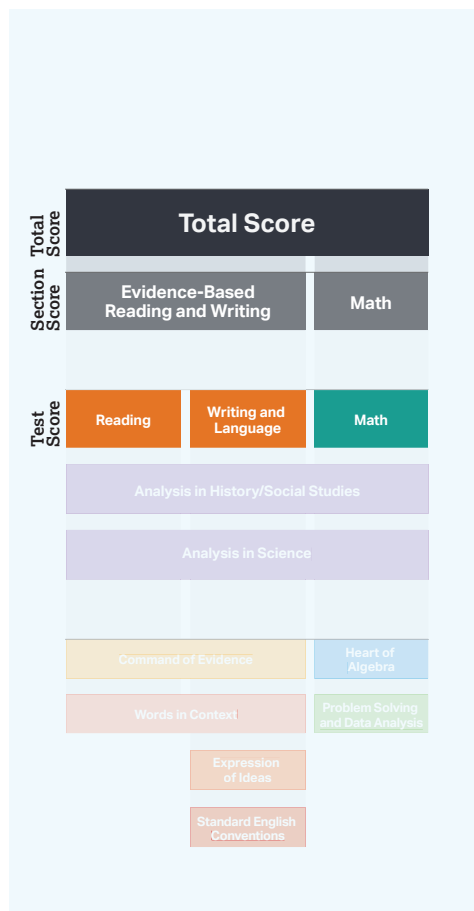 Total
Score
Total Score
Section
Score
Evidence-Based
Reading and Writing
Math
Test
Score
Reading
Writing and
Language
Math
Analysis in History/Social Studies
Analysis in Science
Command of Evidence
Heart of
Algebra
Words in Context
Problem Solving
and Data Analysis
Expression
of Ideas
Standard English
Conventions